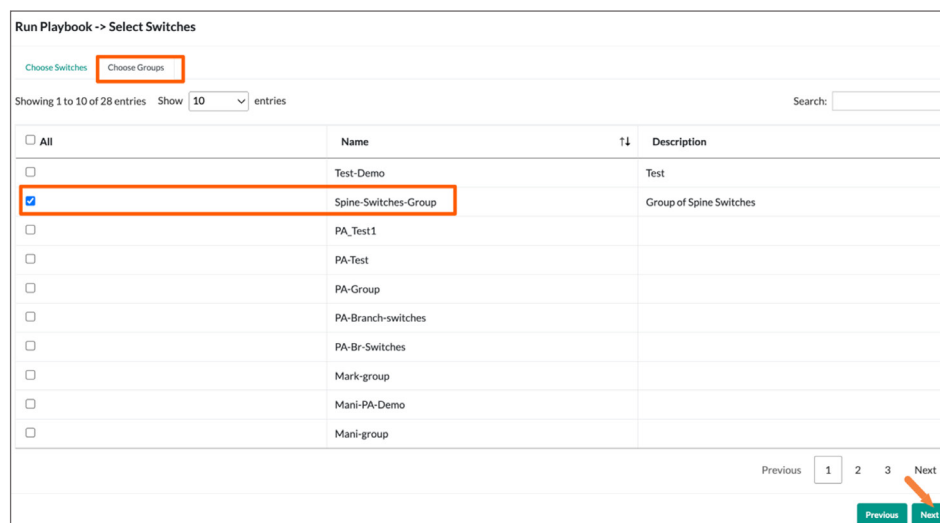 Run Playbook -> Select Switches
Choose Switches Choose Groups
Showing 1 to 10 of 28 entries Show 10 entries Search:
All Name Description
Test-Demo Test
Spine-Switches-Group Group of Spine Switches
PA_Test1
PA-Test
PA-Group
PA-Branch-switches
PA-Br-Switches
Mark-group
Mani-PA-Demo
Mani-group
Previous 1 2 3 Next
Previous Next